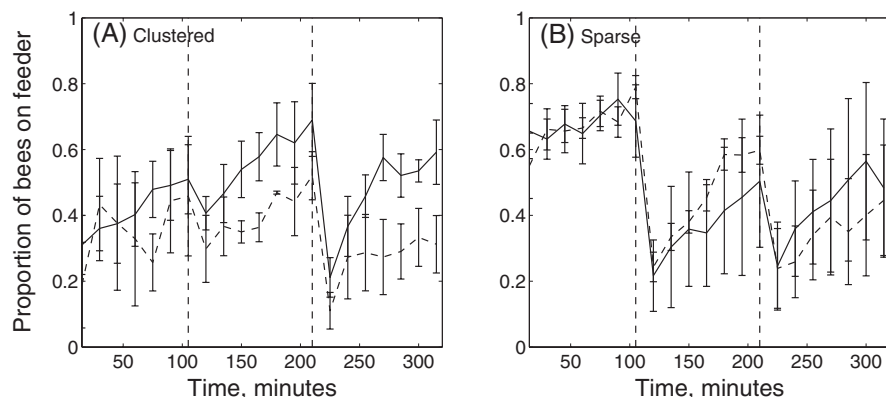 (A) Clustered
(B) Sparse
Proportion of bees on feeder
1
0.8
0.6
0.4
0.2
0
50 100 150 200 250 300
Time, minutes
1
0.8
0.6
0.4
0.2
0
50 100 150 200 250 300
Time, minutes